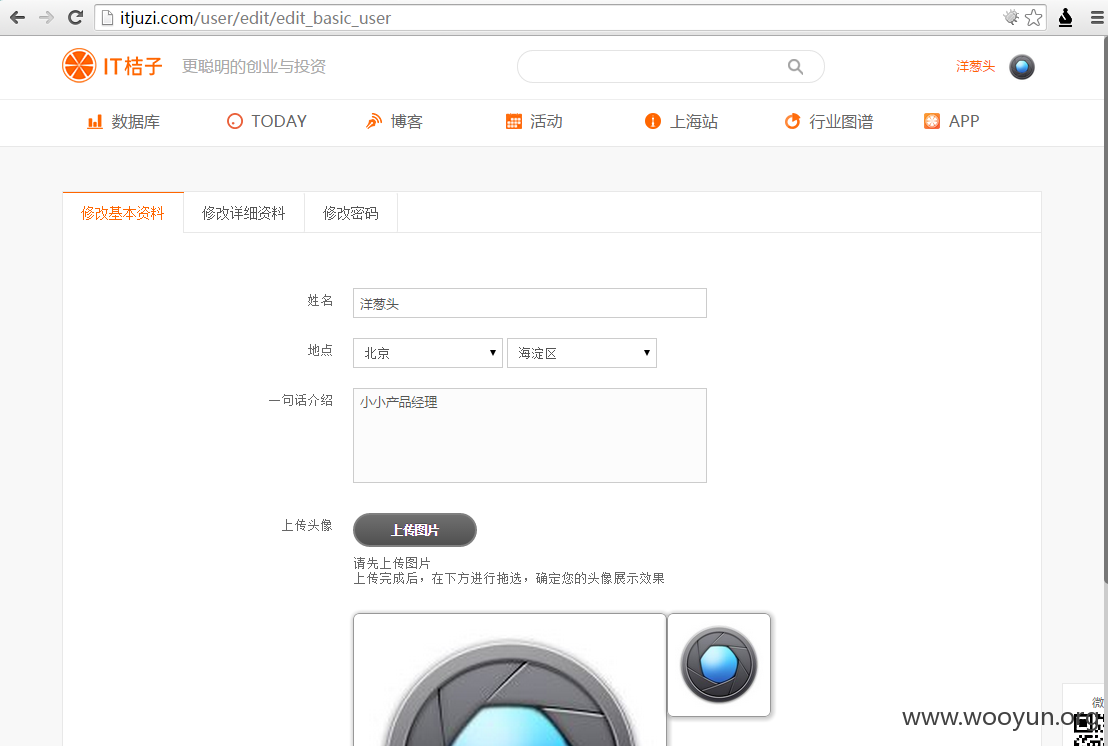 itjuzi.com/user/edit/edit_basic_user
IT桔子 更聪明的创业与投资 洋葱头
数据库 TODAY 博客 活动 上海站 行业图谱 APP
修改基本资料 修改详细资料 修改密码
姓名 洋葱头
地点 北京 海淀区
一句话介绍 小小产品经理
上传头像 上传图片
请先上传图片
上传完成后，在下方进行拖选，确定您的头像展示效果
微
www.wooyun.org